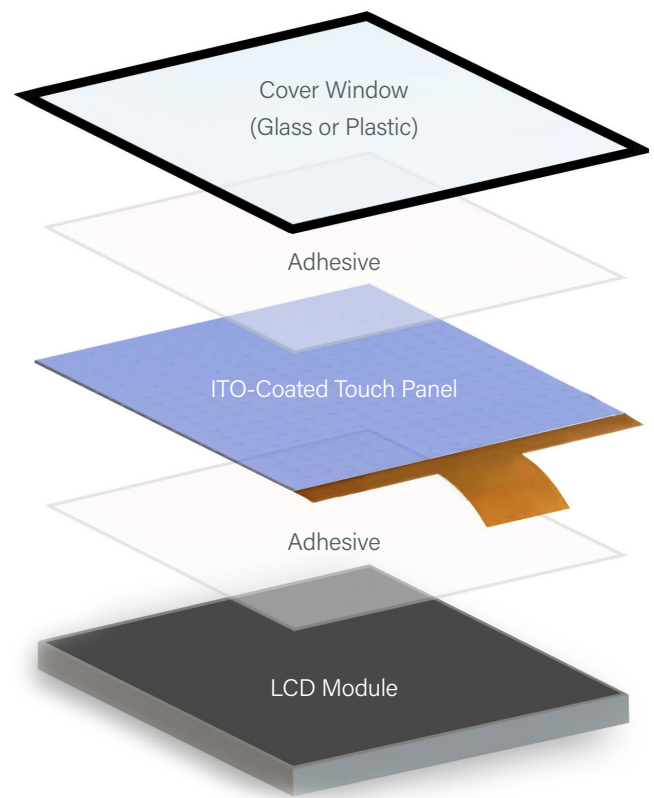 Cover Window
(Glass or Plastic)
Adhesive
ITO-Coated Touch Panel
Adhesive
LCD Module